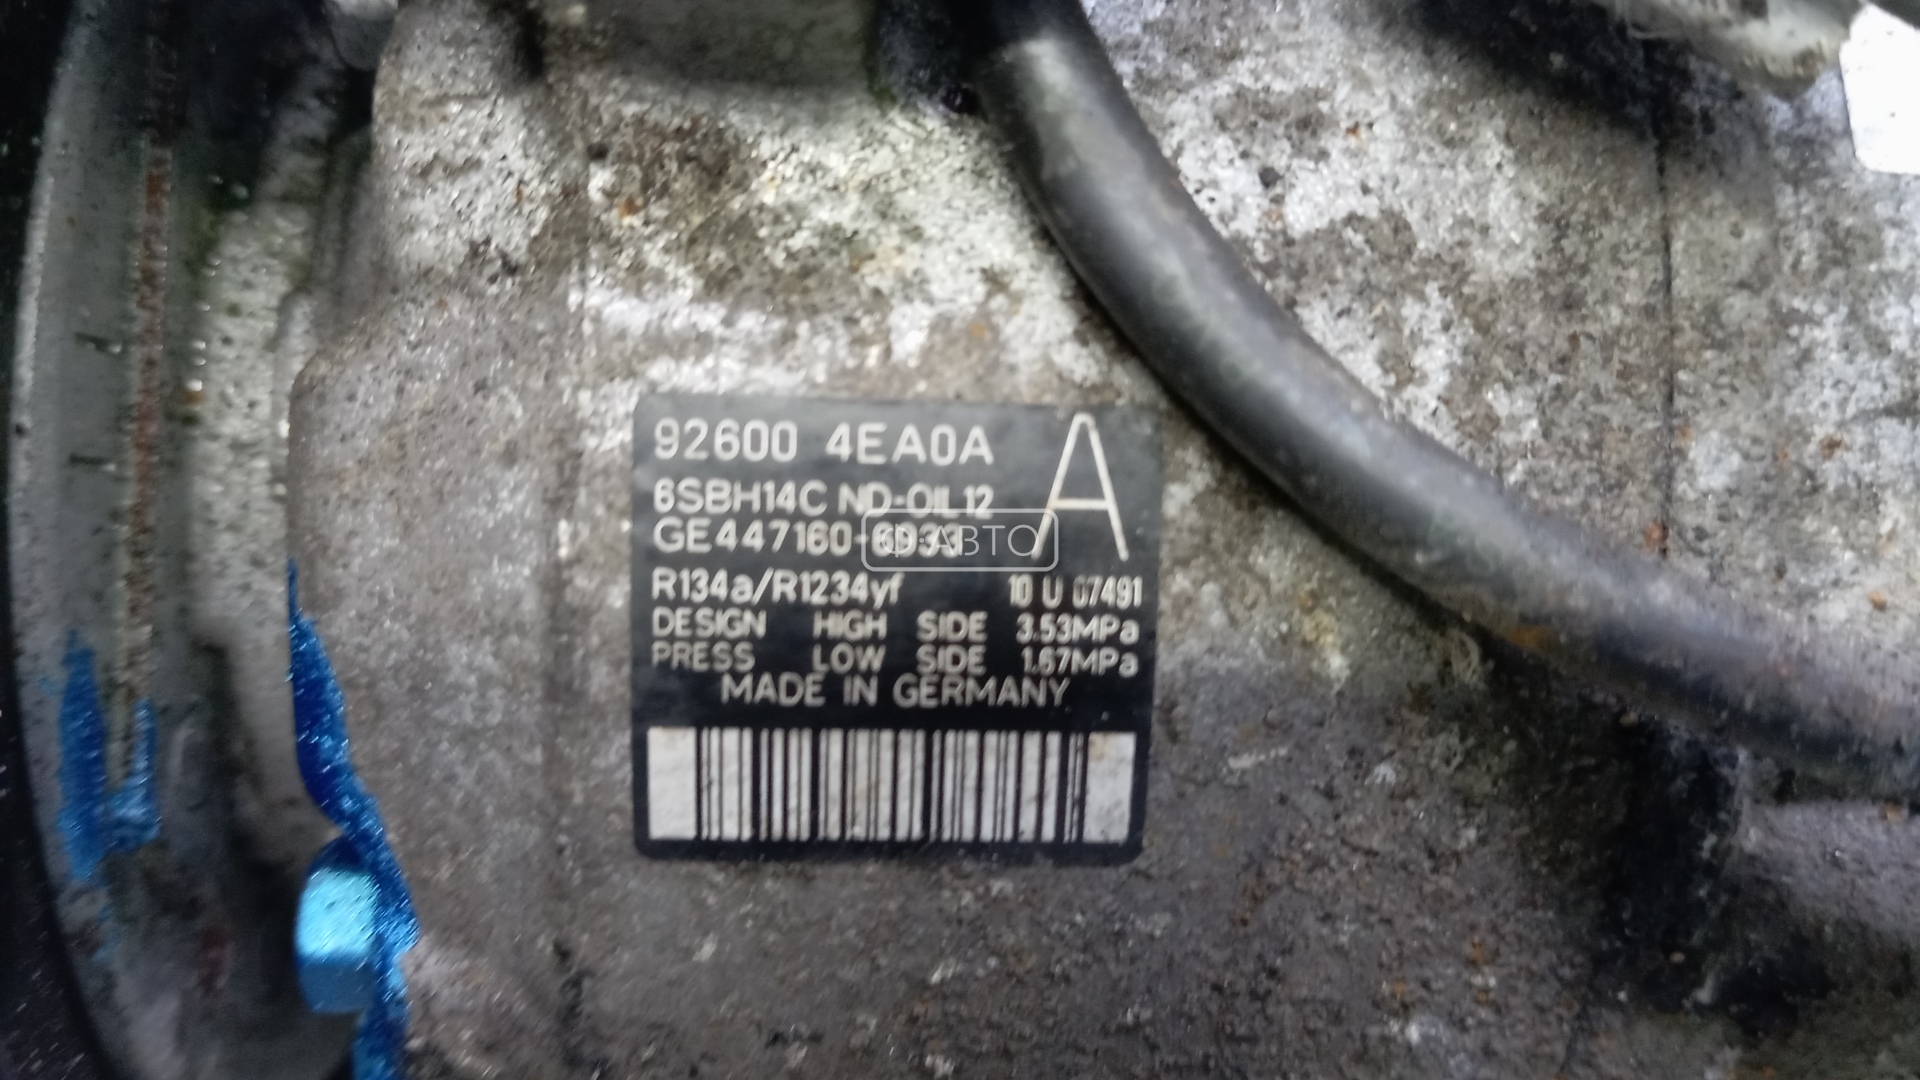 92600 4EA0A
A
6SBH14C ND-OIL12
R134a/R1234yf 10 U 07491
DESIGN HIGH SIDE 3.53MPa
PRESS LOW SIDE 1.67MPa
MADE IN GERMANY